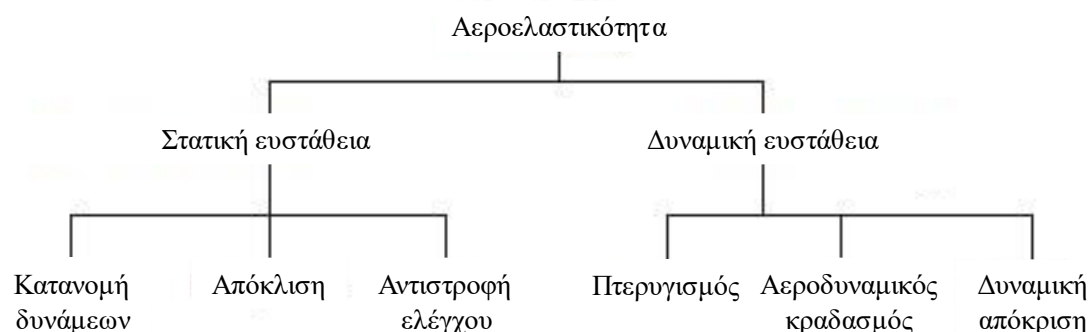 Αεροελαστικότητα
Στατική ευστάθεια
Δυναμική ευστάθεια
Κατανομή
δυνάμεων
Απόκλιση
Αντιστροφή
ελέγχου
Πτερυγισμός
Αεροδυναμικός
κραδασμός
Δυναμική
απόκριση